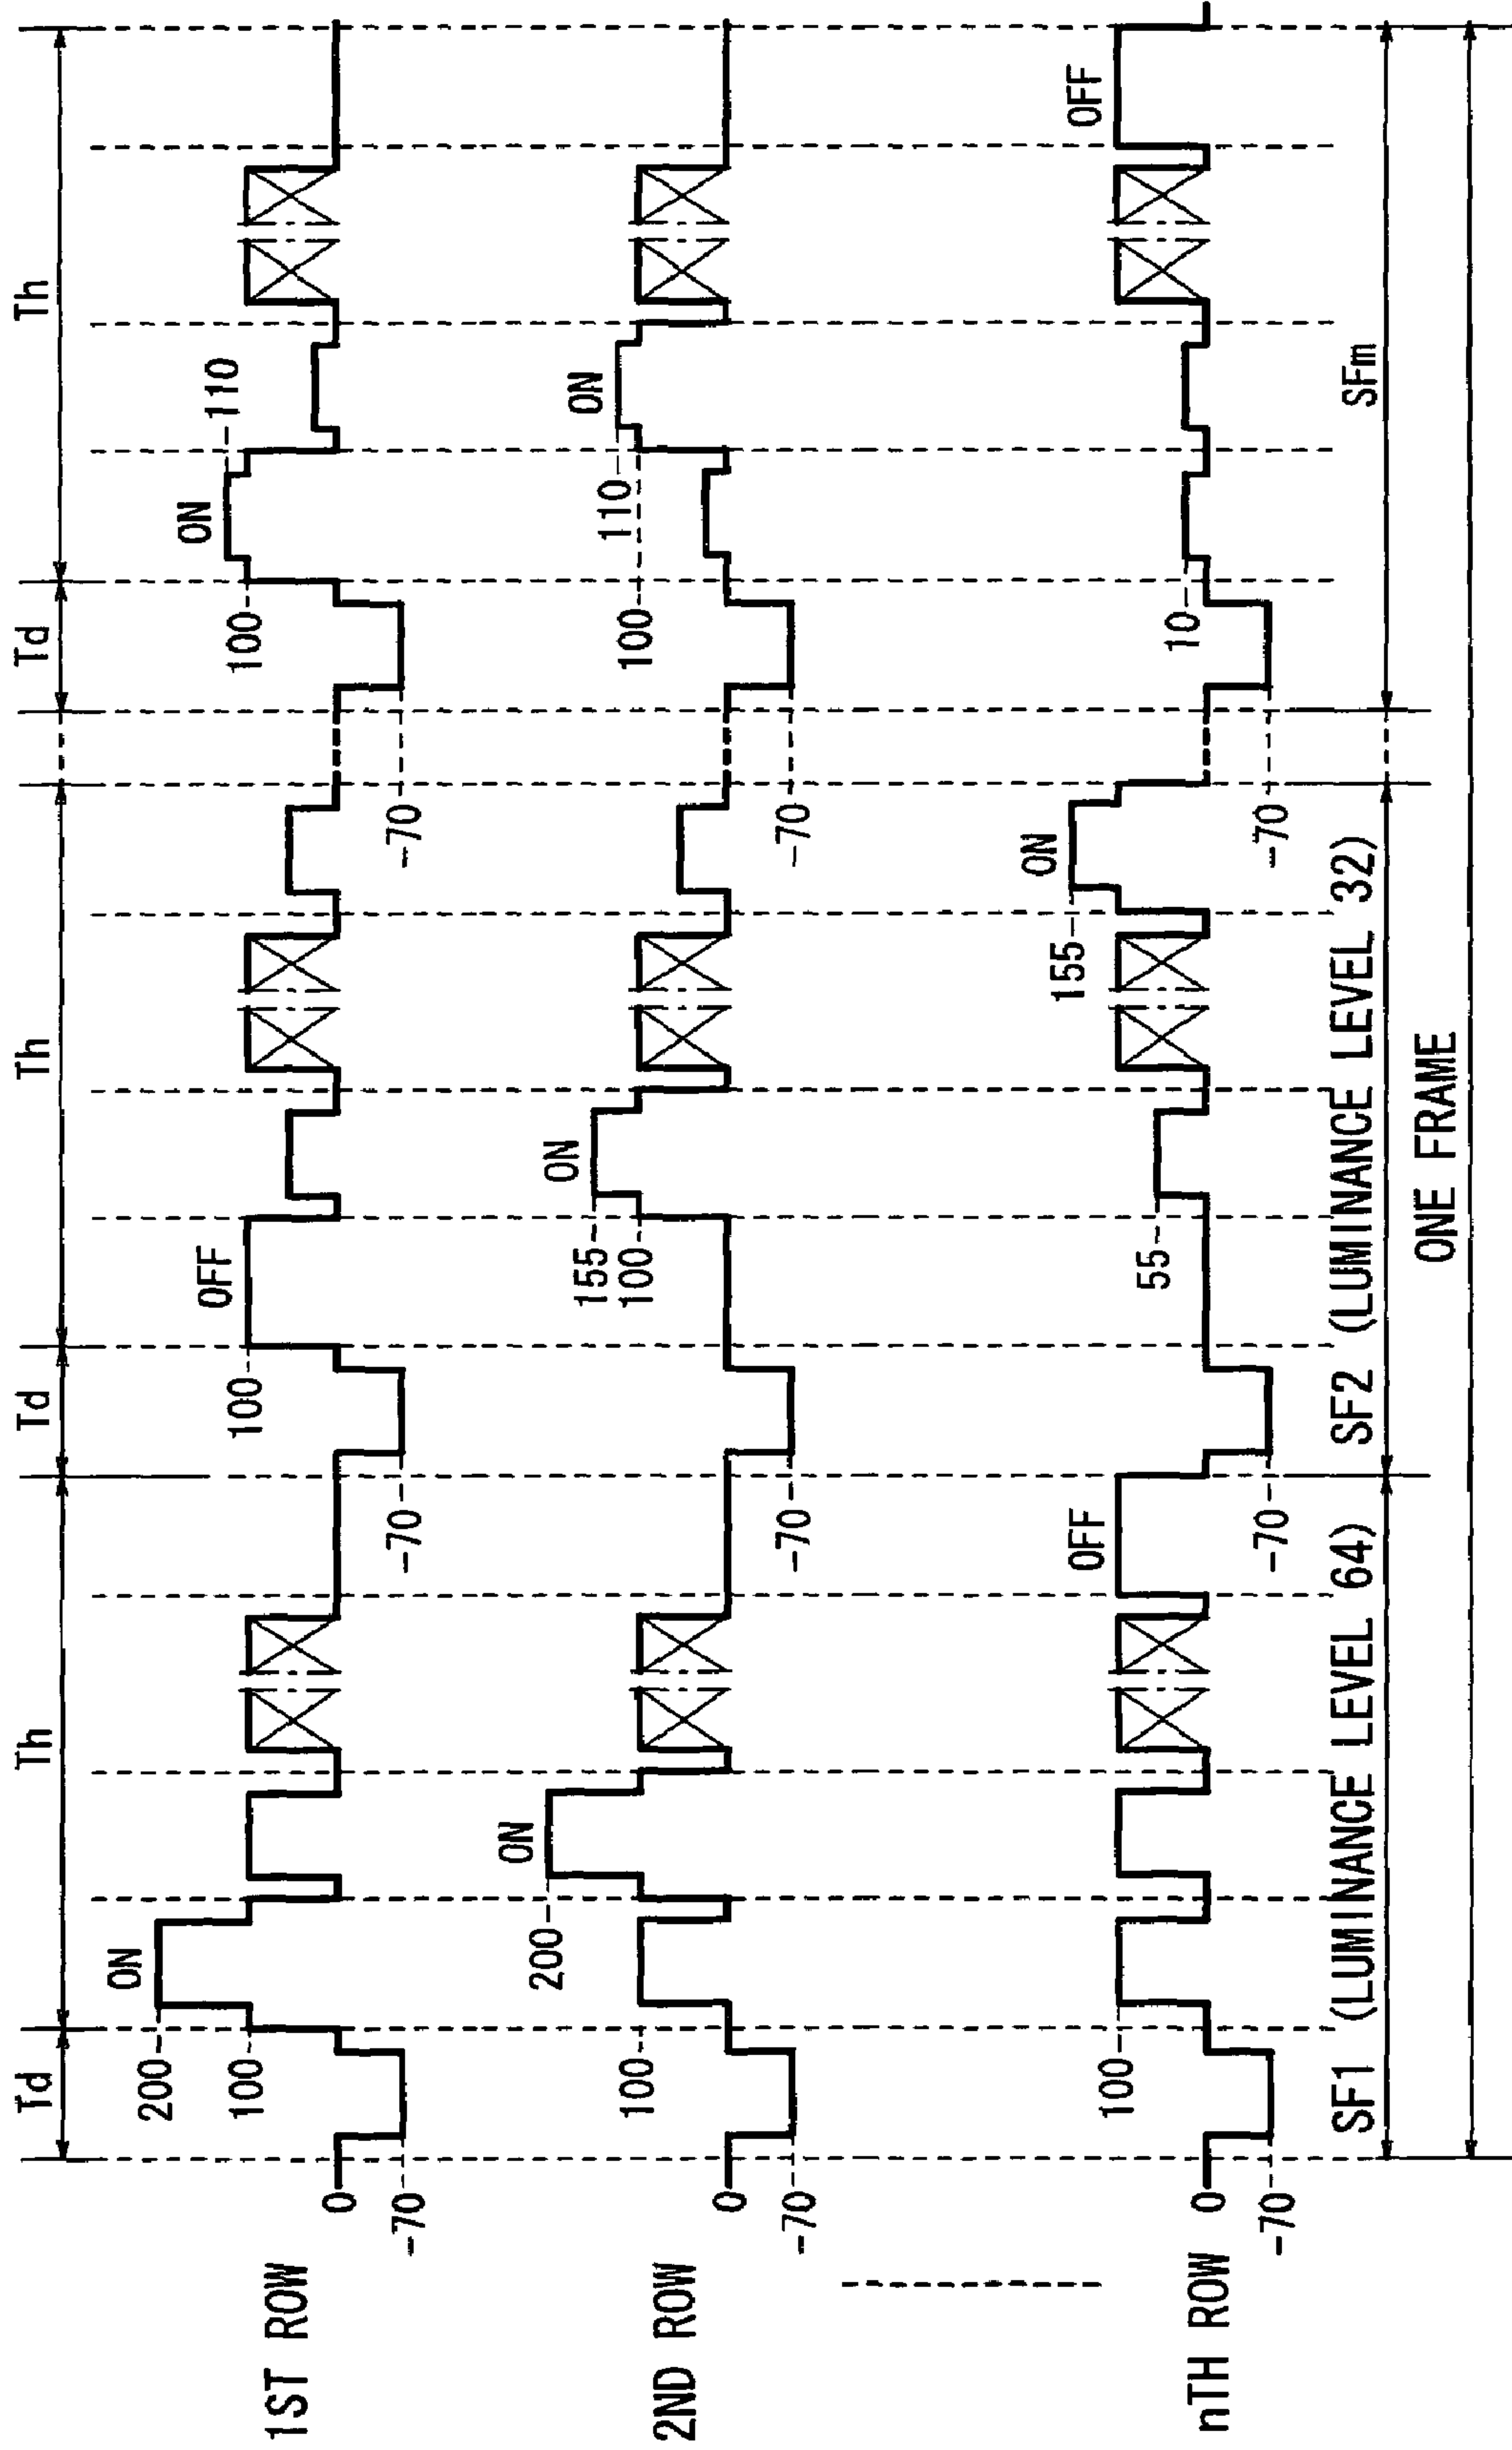 Td
Th
Td
Th
Td
Th
1ST ROW
200
100
ON
0
-70
-70
100
OFF
-70
100
ON
110
2ND ROW
200
ON
100
0
-70
-70
155
100
ON
-70
100
110
ON
nTH ROW
100
0
-70
OFF
-70
55
155
ON
-70
10
OFF
SF1 (LUMINANCE LEVEL 64)
SF2 (LUMINANCE LEVEL 32)
SFm
ONE FRAME